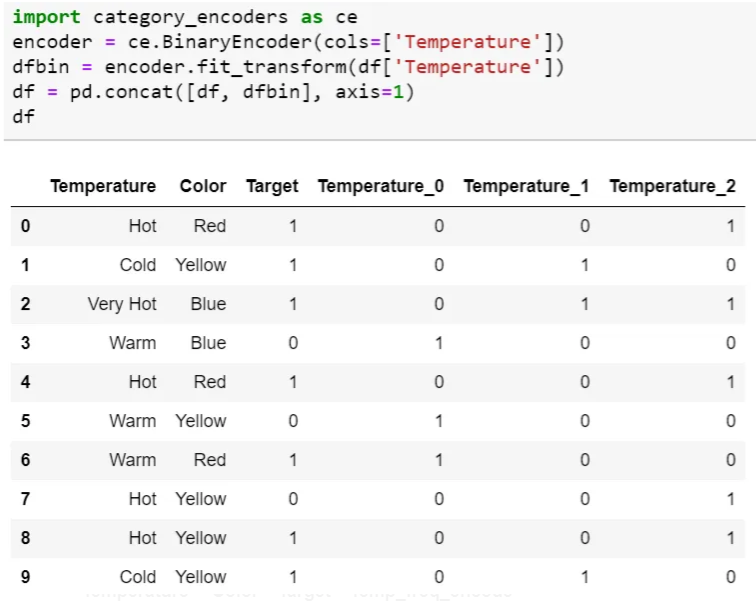 import category_encoders as ce
encoder = ce.BinaryEncoder(cols=['Temperature'])
dfbin = encoder.fit_transform(df['Temperature'])
df = pd.concat([df, dfbin], axis=1)
df
Temperature Color Target Temperature_0 Temperature_1 Temperature_2
0 Hot Red 1 0 0 1
1 Cold Yellow 1 0 1 0
2 Very Hot Blue 1 0 1 1
3 Warm Blue 0 1 0 0
4 Hot Red 1 0 0 1
5 Warm Yellow 0 1 0 0
6 Warm Red 1 1 0 0
7 Hot Yellow 0 0 0 1
8 Hot Yellow 1 0 0 1
9 Cold Yellow 1 0 1 0